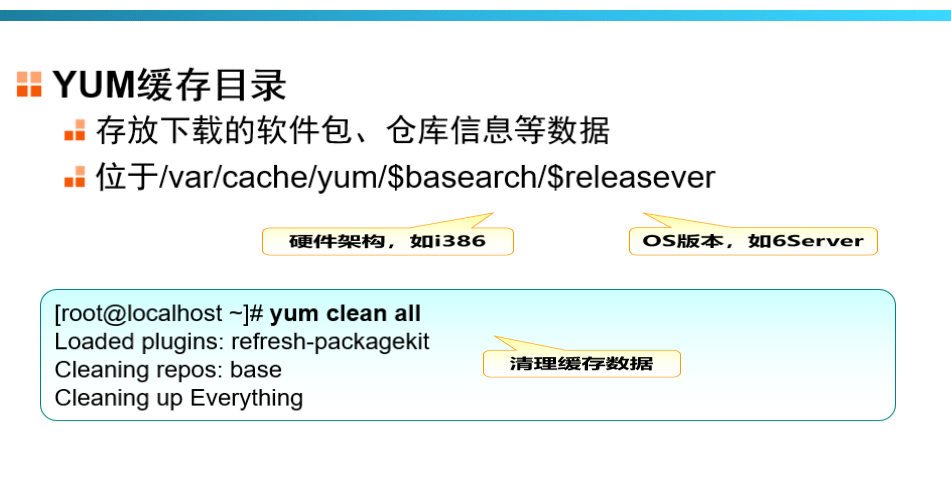 YUM缓存目录
存放下载的软件包、仓库信息等数据
位于/var/cache/yum/$basearch/$releasever
硬件架构，如i386
OS版本，如6Server
[root@localhost ~]# yum clean all
Loaded plugins: refresh-packagekit
清理缓存数据
Cleaning repos: base
Cleaning up Everything